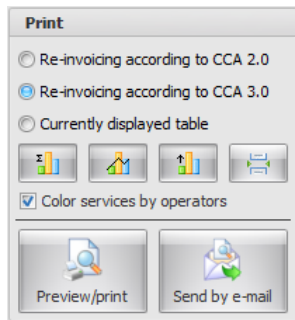 Print
Re-invoicing according to CCA 2.0
Re-invoicing according to CCA 3.0
Currently displayed table
Σ
Color services by operators
Preview/print
Send by e-mail